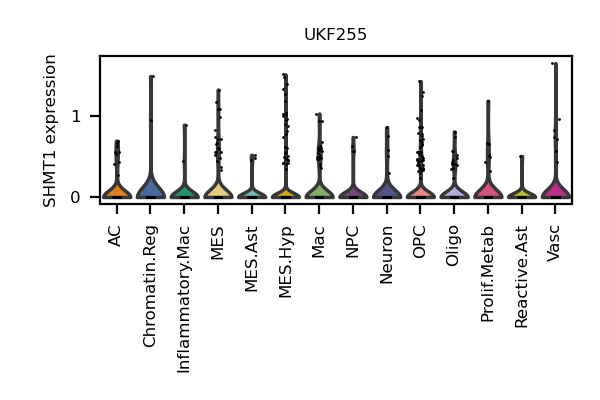 UKF255
SHMT1 expression
1
0
AC
Chromatin.Reg
Inflammatory.Mac
MES
MES.Ast
MES.Hyp
Mac
NPC
Neuron
OPC
Oligo
Prolif.Metab
Reactive.Ast
Vasc